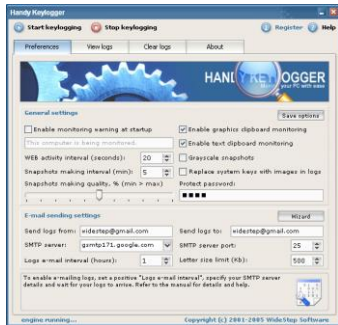 Handy Keylogger
Start keylogging Stop keylogging Register Help
Preferences View logs Clear logs About
HANDY KEYLOGGER
your PC with ease
General settings Save options
Enable monitoring warning at startup Enable graphics clipboard monitoring
This computer is being monitored. Enable text clipboard monitoring
WEB activity interval (seconds): 20 Grayscale snapshots
Snapshots making interval (min): 5 Replace system keys with images in logs
Snapshots making quality, % (min > max) Protect password:
E-mail sending settings Wizard
Send logs from: widestep@gmail.com Send logs to: widestep@gmail.com
SMTP server: gsmtp171.google.com SMTP server port: 25
Logs e-mail interval (hours): 1 Letter size limit (Kb): 500
To enable e-mailing logs, set a positive "Logs e-mail interval", specify your SMTP server
details and wait for your logs to arrive. Refer to the manual for details and help.
engine running... Copyright (c) 2001-2005 WideStep Software